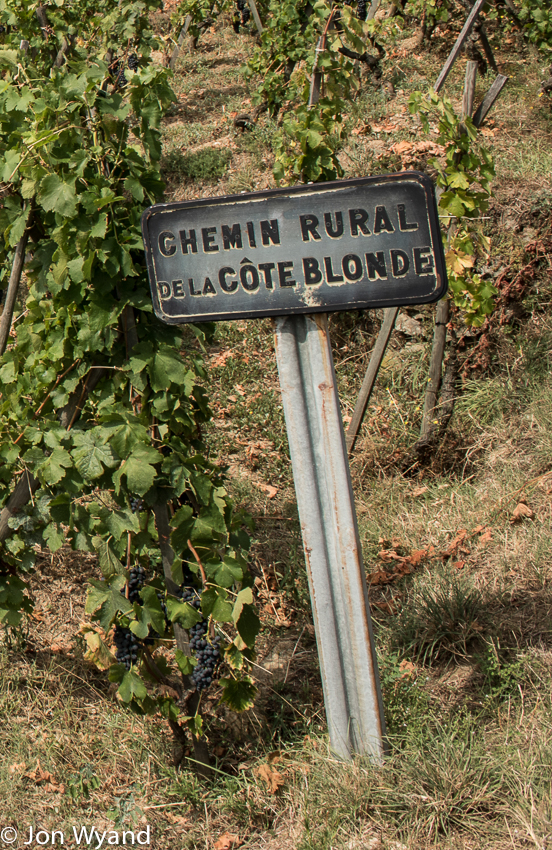 CHEMIN RURAL
DE LA CÔTE BLONDE
© Jon Wyand